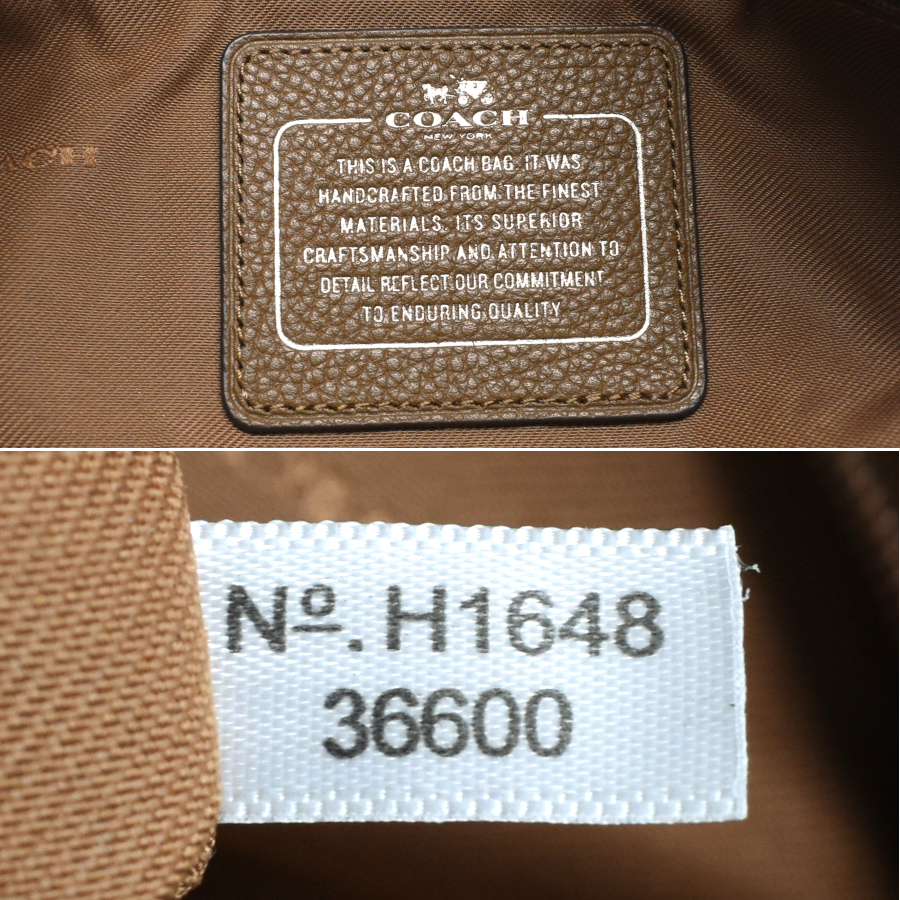 COACH
NEW YORK
THIS IS A COACH BAG. IT WAS
HANDCRAFTED FROM THE FINEST
MATERIALS. ITS SUPERIOR
CRAFTSMANSHIP AND ATTENTION TO
DETAIL REFLECT OUR COMMITMENT
TO ENDURING QUALITY
ACH
Nº. H1648
36600